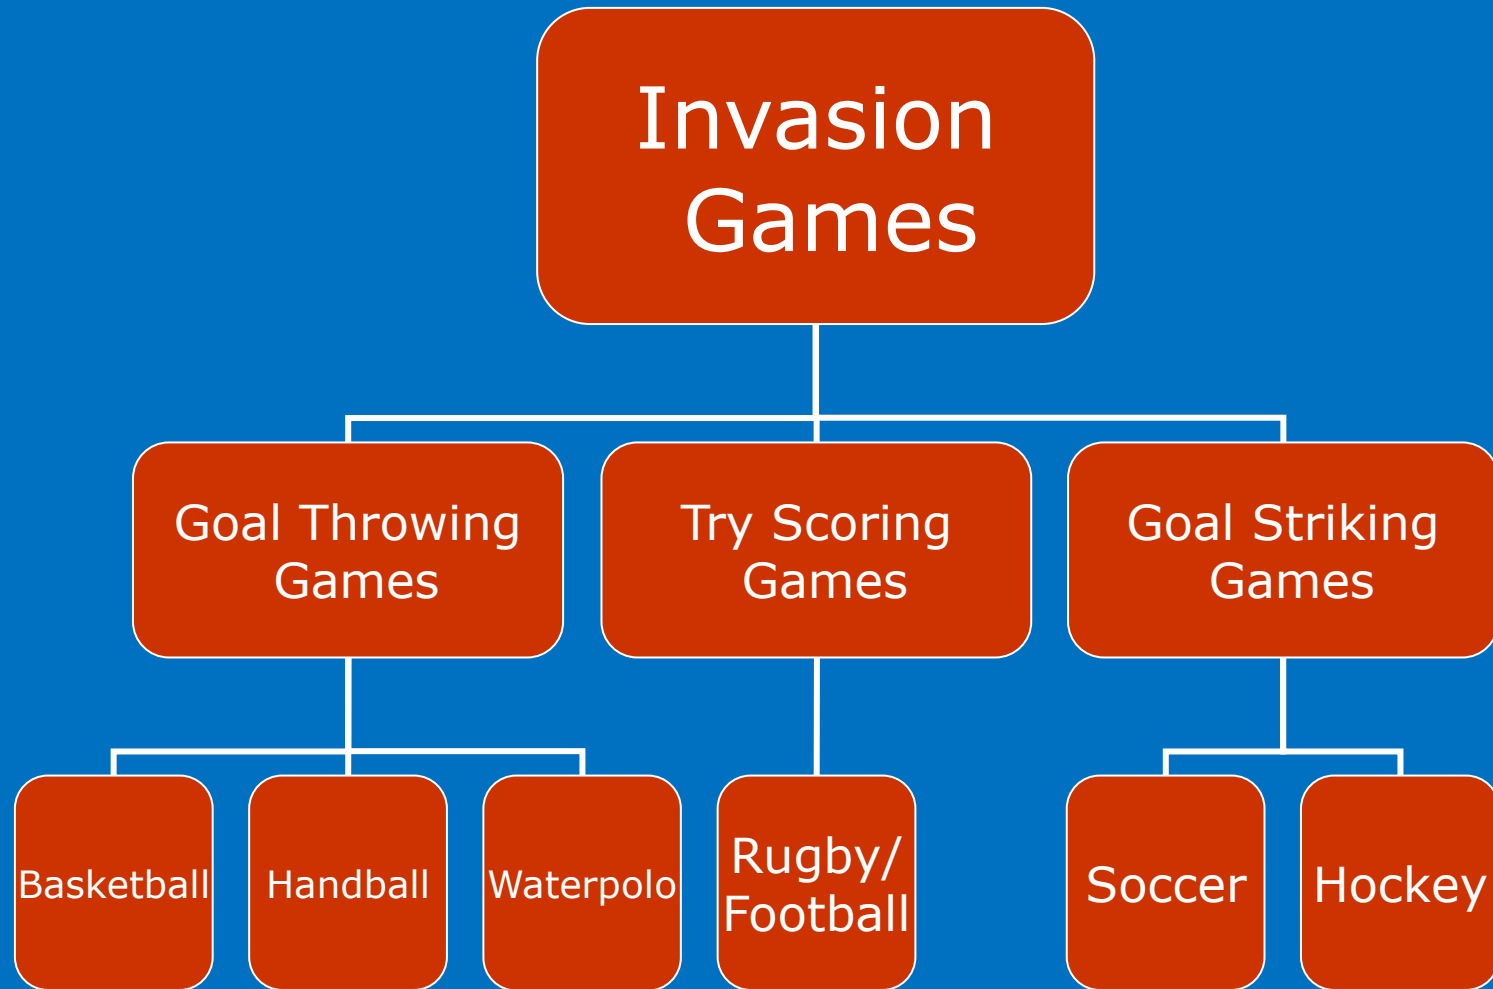 Invasion
Games
Goal Throwing
Games
Try Scoring
Games
Goal Striking
Games
Basketball
Handball
Waterpolo
Rugby/
Football
Soccer
Hockey